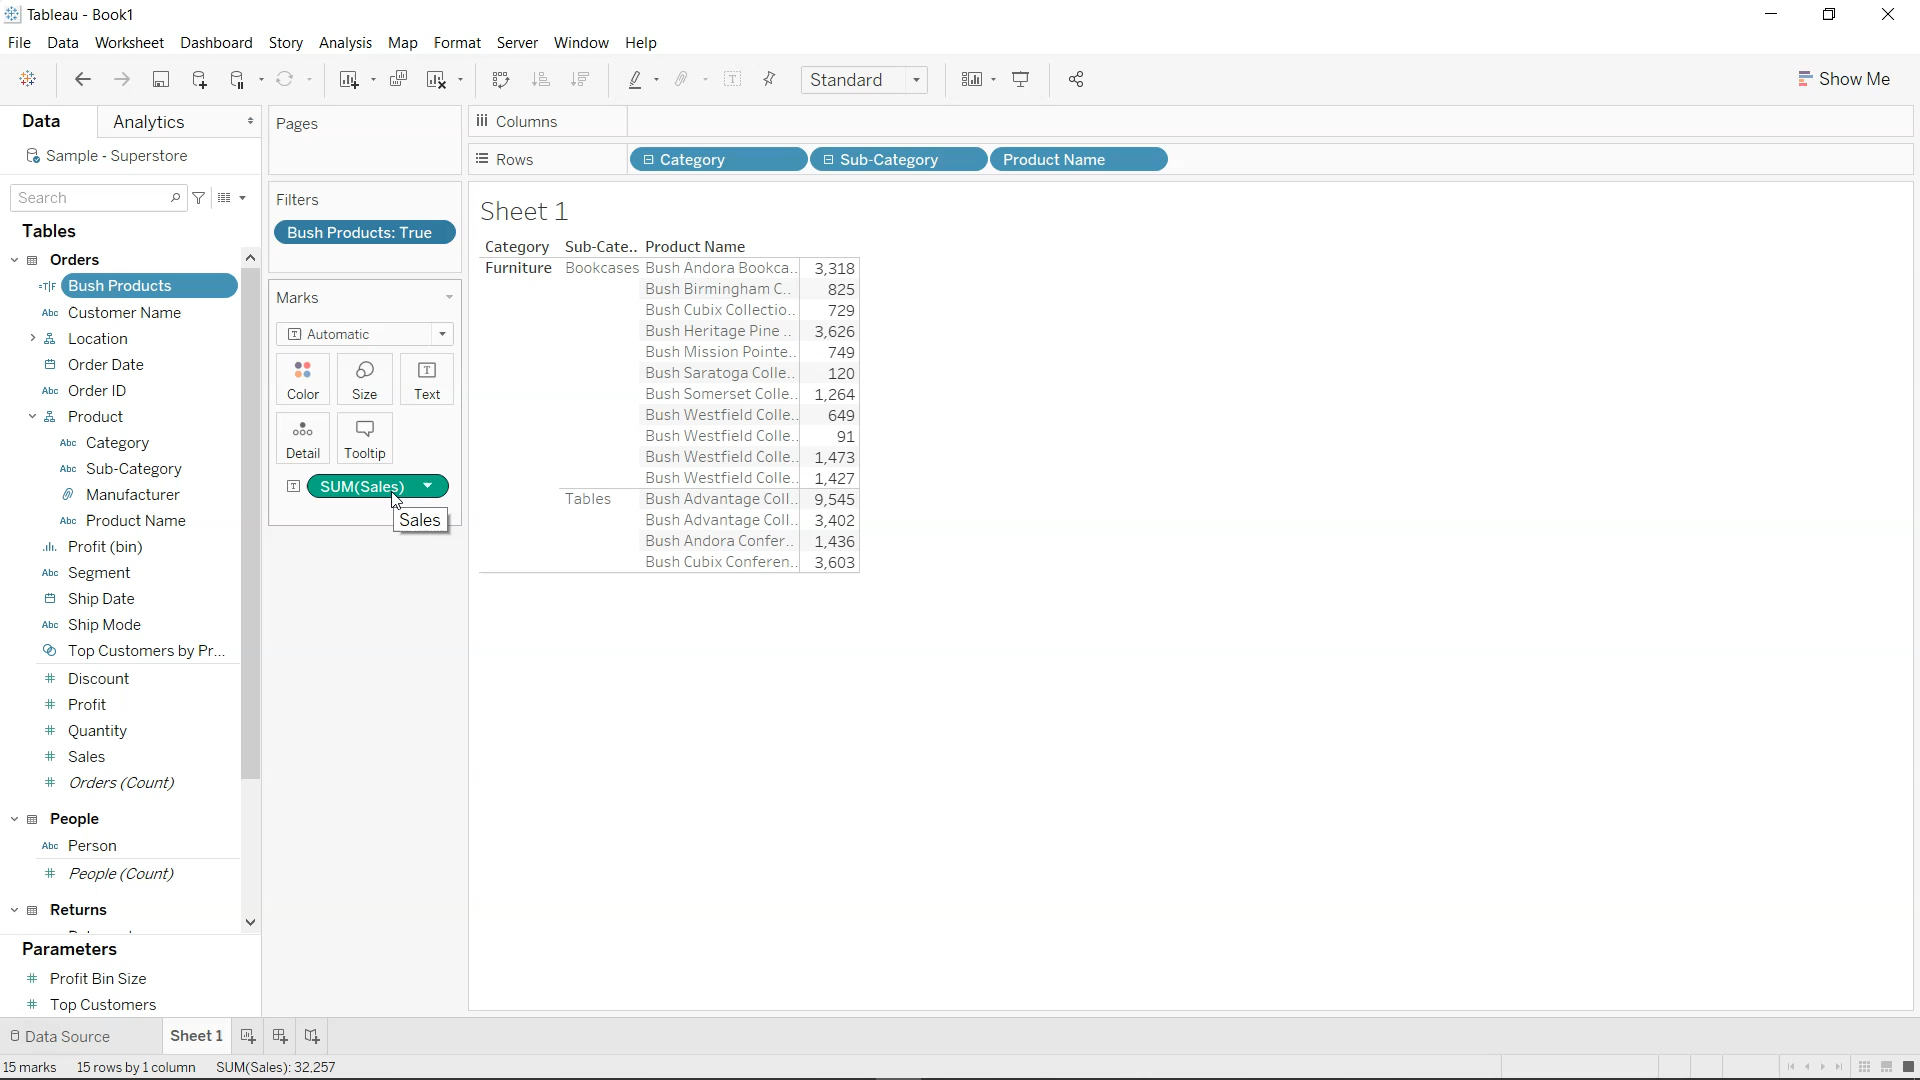 Tableau - Book1
File Data Worksheet Dashboard Story Analysis Map Format Server Window Help
Standard
Show Me
Data Analytics
Sample - Superstore
Search
Tables
Orders
=T|F Bush Products
Abc Customer Name
Location
Order Date
Abc Order ID
Product
Abc Category
Abc Sub-Category
Manufacturer
Abc Product Name
Profit (bin)
Abc Segment
Ship Date
Abc Ship Mode
Top Customers by Pr...
# Discount
# Profit
# Quantity
# Sales
# Orders (Count)
People
Abc Person
# People (Count)
Returns
Parameters
# Profit Bin Size
# Top Customers
Pages
Filters
Bush Products: True
Marks
T Automatic
Color Size T Text
Detail Tooltip
T SUM(Sales)
Sales
Columns
Rows Category Sub-Category Product Name
Sheet 1
Category Sub-Cate.. Product Name
Furniture Bookcases Bush Andora Bookca.. 3,318
Bush Birmingham C.. 825
Bush Cubix Collectio.. 729
Bush Heritage Pine .. 3,626
Bush Mission Pointe.. 749
Bush Saratoga Colle.. 120
Bush Somerset Colle.. 1,264
Bush Westfield Colle.. 649
Bush Westfield Colle.. 91
Bush Westfield Colle.. 1,473
Bush Westfield Colle.. 1,427
Tables Bush Advantage Coll.. 9,545
Bush Advantage Coll.. 3,402
Bush Andora Confer.. 1,436
Bush Cubix Conferen.. 3,603
Data Source Sheet 1
15 marks 15 rows by 1 column SUM(Sales): 32,257